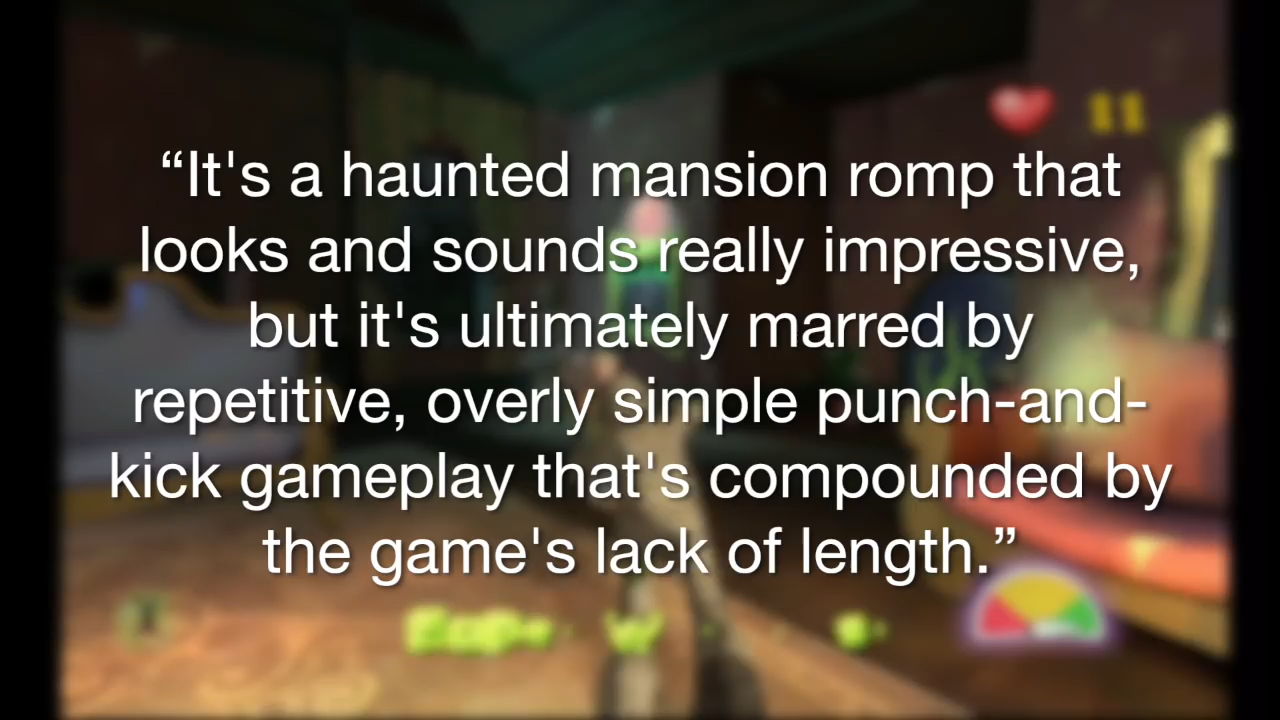 “It's a haunted mansion romp that
looks and sounds really impressive,
but it's ultimately marred by
repetitive, overly simple punch-and-
kick gameplay that's compounded by
the game's lack of length.”
11